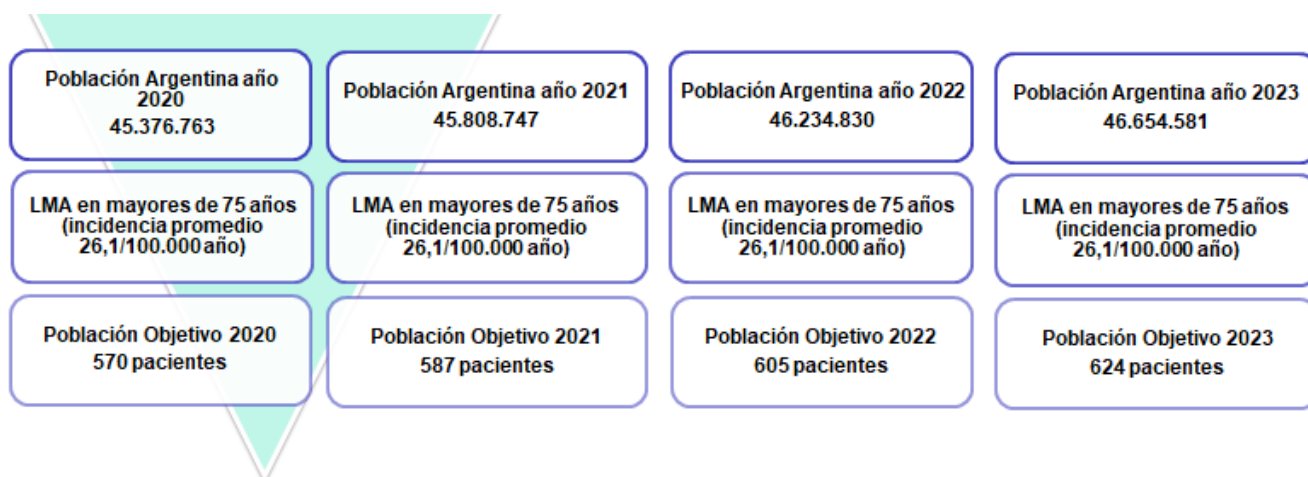 Población Argentina año
2020
45.376.763
Población Argentina año 2021
45.808.747
Población Argentina año 2022
46.234.830
Población Argentina año 2023
46.654.581
LMA en mayores de 75 años
(incidencia promedio
26,1/100.000 año)
LMA en mayores de 75 años
(incidencia promedio
26,1/100.000 año)
LMA en mayores de 75 años
(incidencia promedio
26,1/100.000 año)
LMA en mayores de 75 años
(incidencia promedio
26,1/100.000 año)
Población Objetivo 2020
570 pacientes
Población Objetivo 2021
587 pacientes
Población Objetivo 2022
605 pacientes
Población Objetivo 2023
624 pacientes